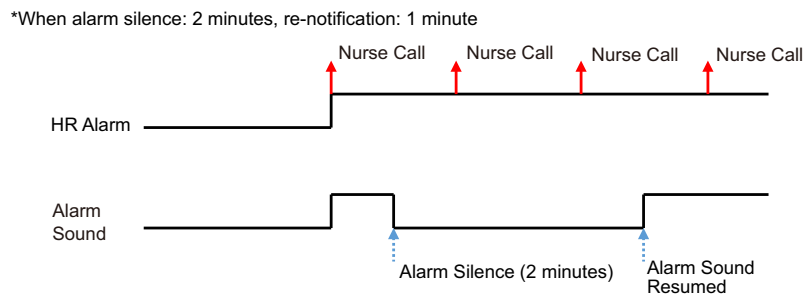 *When alarm silence: 2 minutes, re-notification: 1 minute
Nurse Call Nurse Call Nurse Call Nurse Call
HR Alarm
Alarm
Sound
Alarm Silence (2 minutes)
Alarm Sound
Resumed